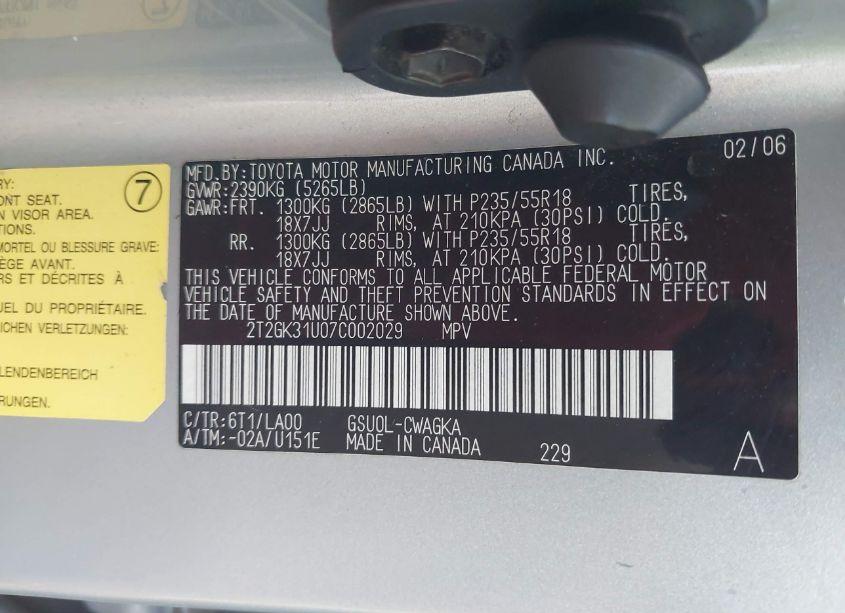 RY:
ONT SEAT.
N VISOR AREA.
TIONS.
MORTEL OU BLESSURE GRAVE:
ÈGE AVANT.
RS ET DÉCRITES À
UEL DU PROPRIÉTAIRE.
ICHEN VERLETZUNGEN:
LENDENBEREICH
RUNGEN.
7
MFD.BY:TOYOTA MOTOR MANUFACTURING CANADA INC. 02/06
GVWR:2390KG (5265LB)
GAWR:FRT. 1300KG (2865LB) WITH P235/55R18 TIRES,
18X7JJ RIMS, AT 210KPA (30PSI) COLD.
RR. 1300KG (2865LB) WITH P235/55R18 TIRES,
18X7JJ RIMS, AT 210KPA (30PSI) COLD.
THIS VEHICLE CONFORMS TO ALL APPLICABLE FEDERAL MOTOR
VEHICLE SAFETY AND THEFT PREVENTION STANDARDS IN EFFECT ON
THE DATE OF MANUFACTURE SHOWN ABOVE.
2T2GK31U07C002029 MPV
C/TR:6T1/LA00 GSU0L-CWAGKA
A/TM:-02A/U151E MADE IN CANADA 229 A